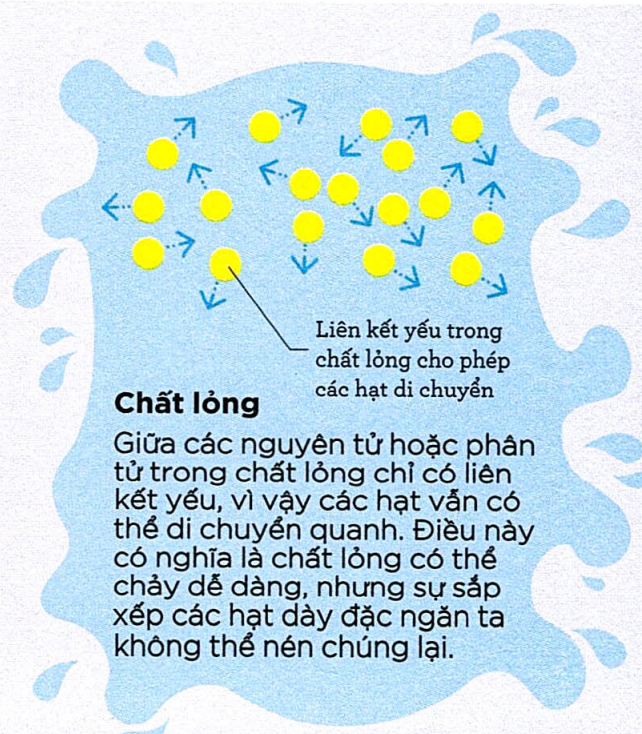 Liên kết yếu trong
chất lỏng cho phép
các hạt di chuyển
Chất lỏng
Giữa các nguyên tử hoặc phân
tử trong chất lỏng chỉ có liên
kết yếu, vì vậy các hạt vẫn có
thể di chuyển quanh. Điều này
có nghĩa là chất lỏng có thể
chảy dễ dàng, nhưng sự sắp
xếp các hạt dày đặc ngăn ta
không thể nén chúng lại.